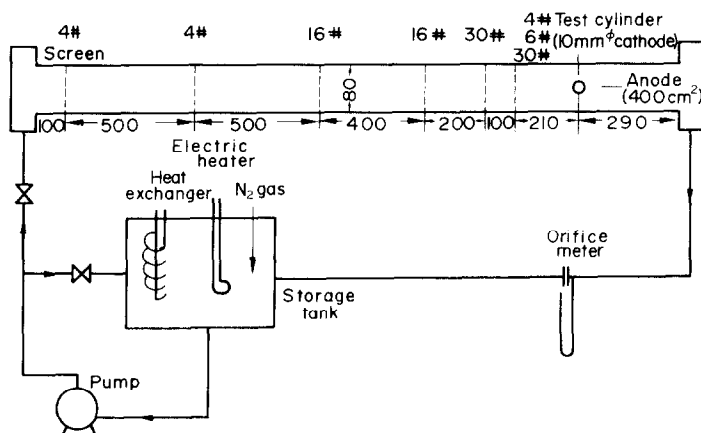 4# 4# 16# 16# 30# 4# Test cylinder
6# (10mmᶲ cathode)
30#
Screen
Anode
(400cm²)
80
100 500 500 400 200 100 210 290
Electric
heater
Heat
exchanger
N₂ gas
Orifice
meter
Storage
tank
Pump